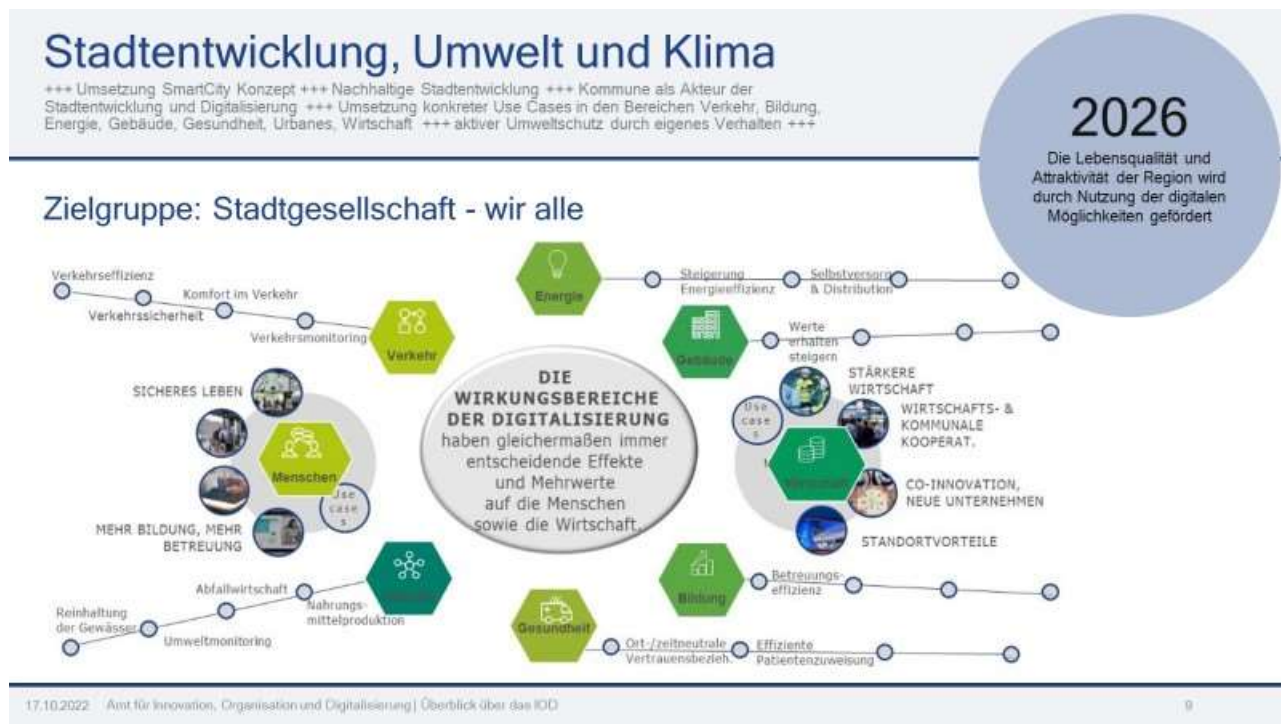 Stadtentwicklung, Umwelt und Klima
+++ Umsetzung SmartCity Konzept +++ Nachhaltige Stadtentwicklung +++ Kommune als Akteur der
Stadtentwicklung und Digitalisierung +++ Umsetzung konkreter Use Cases in den Bereichen Verkehr, Bildung,
Energie, Gebäude, Gesundheit, Urbanes, Wirtschaft +++ aktiver Umweltschutz durch eigenes Verhalten +++
2026
Die Lebensqualität und
Attraktivität der Region wird
durch Nutzung der digitalen
Möglichkeiten gefördert
Zielgruppe: Stadtgesellschaft - wir alle
Verkehrseffizienz
Komfort im Verkehr
Verkehrssicherheit
Verkehrsmonitoring
Verkehr
Energie
Steigerung
Energieeffizienz
Selbstversorg
& Distribution
Gebäude
Werte
erhalten
steigern
SICHERES LEBEN
Menschen
Use
case
s
MEHR BILDUNG, MEHR
BETREUUNG
DIE
WIRKUNGSBEREICHE
DER DIGITALISIERUNG
haben gleichermaßen immer
entscheidende Effekte
und Mehrwerte
auf die Menschen
sowie die Wirtschaft.
Use
case
s
Wirtschaft
STÄRKERE
WIRTSCHAFT
WIRTSCHAFTS- &
KOMMUNALE
KOOPERAT.
CO-INNOVATION,
NEUE UNTERNEHMEN
STANDORTVORTEILE
Abfallwirtschaft
Nahrungs-
mittelproduktion
Reinhaltung
der Gewässer
Umweltmonitoring
Bildung
Betreuungs-
effizienz
Gesundheit
Ort-/zeitneutrale
Vertrauensbezieh.
Effiziente
Patientenzuweisung
17.10.2022 Amt für Innovation, Organisation und Digitalisierung | Überblick über das IOD
9